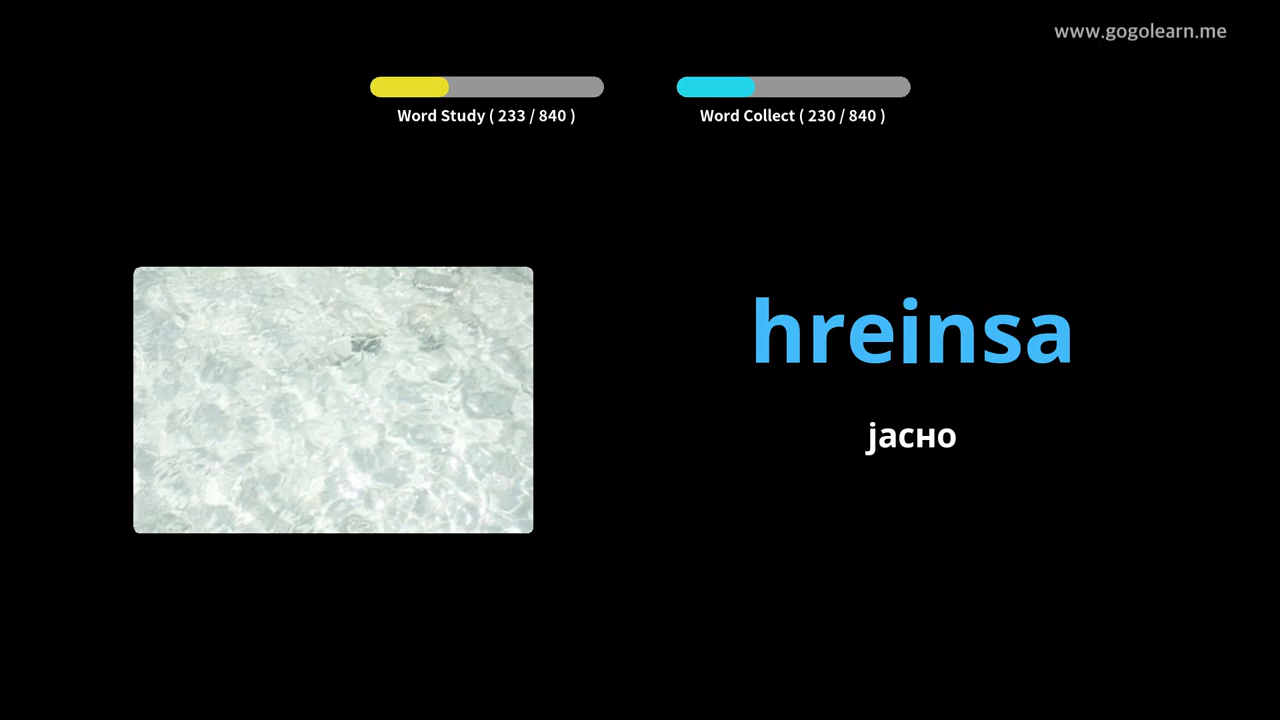 www.gogolearn.me
Word Study ( 233 / 840 )
Word Collect ( 230 / 840 )
hreinsa
јасно